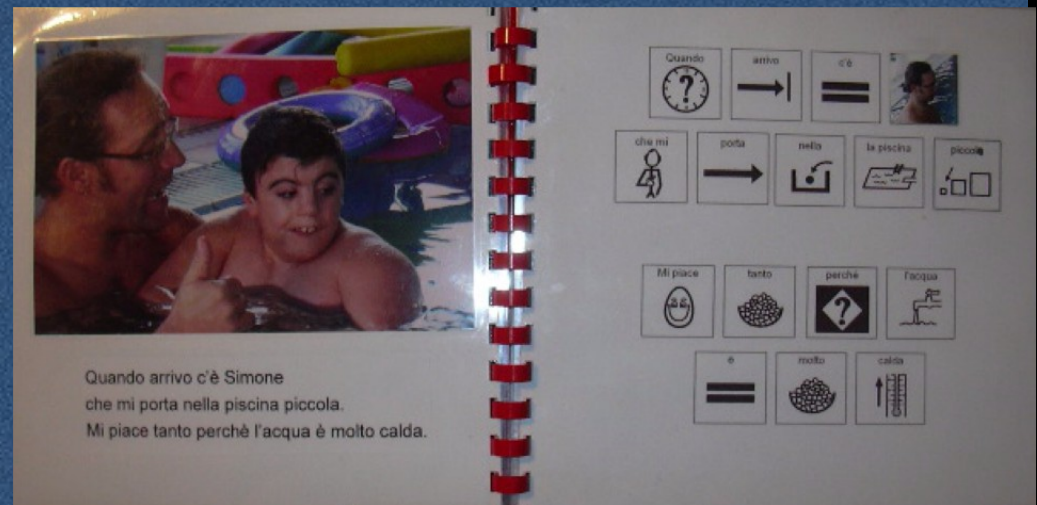 Quando arrivo c'è Simone
che mi porta nella piscina piccola.
Mi piace tanto perchè l'acqua è molto calda.
Quando arrivo c'è
che mi porta nella la piscina piccola
Mi piace tanto perchè l'acqua
è molto calda